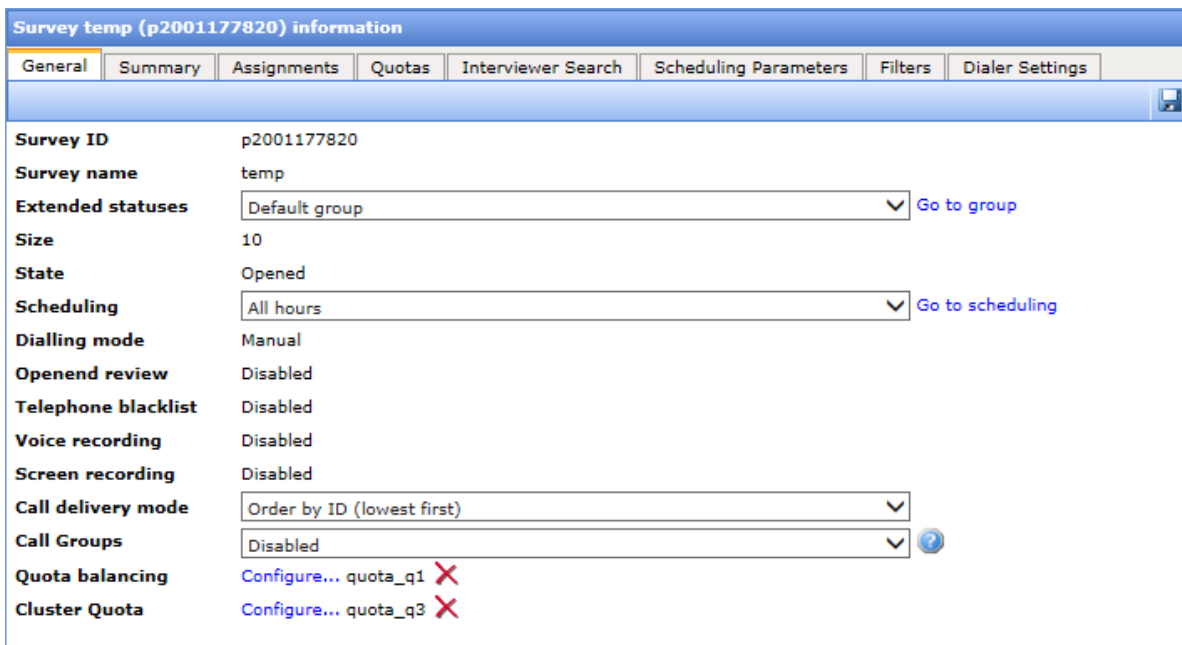 Survey temp (p2001177820) information
General Summary Assignments Quotas Interviewer Search Scheduling Parameters Filters Dialer Settings
Survey ID p2001177820
Survey name temp
Extended statuses Default group Go to group
Size 10
State Opened
Scheduling All hours Go to scheduling
Dialling mode Manual
Openend review Disabled
Telephone blacklist Disabled
Voice recording Disabled
Screen recording Disabled
Call delivery mode Order by ID (lowest first)
Call Groups Disabled ?
Quota balancing Configure... quota_q1
Cluster Quota Configure... quota_q3